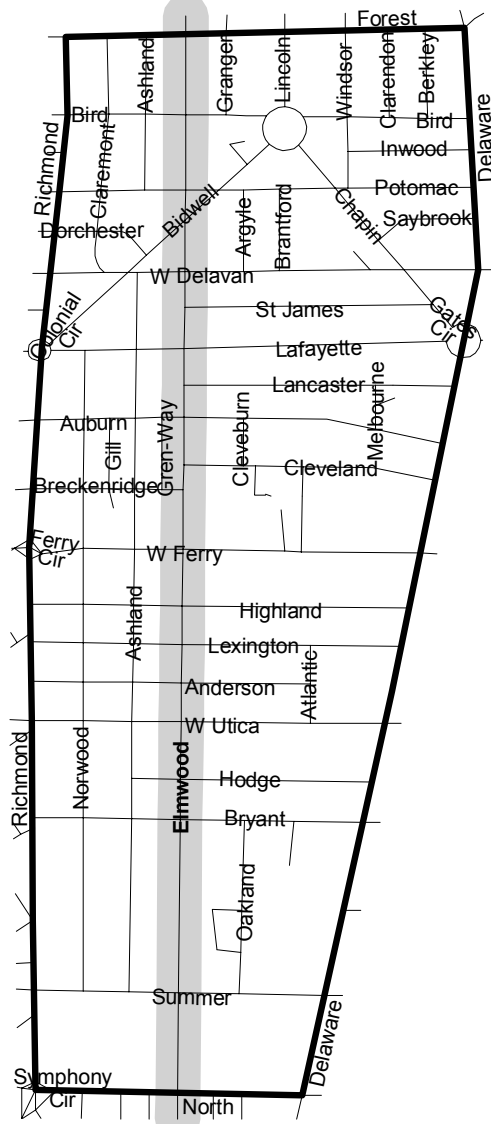 Forest
Ashland
Granger
Lincoln
Windsor
Clarendon
Berkley
Bird
Bird
Delaware
Inwood
Richmond
Claremont
Potomac
Bidwell
Argyle
Brantford
Chapin
Saybrook
Dorchester
W Delavan
St James
Colonial
Cir
Gates
Cir
Lafayette
Lancaster
Auburn
Gill
Gren-Way
Cleveburn
Melbourne
Cleveland
Breckenridge
Ferry
Cir
W Ferry
Ashland
Highland
Lexington
Atlantic
Anderson
W Utica
Richmond
Norwood
Elmwood
Hodge
Bryant
Oakland
Summer
Delaware
Symphony
Cir
North